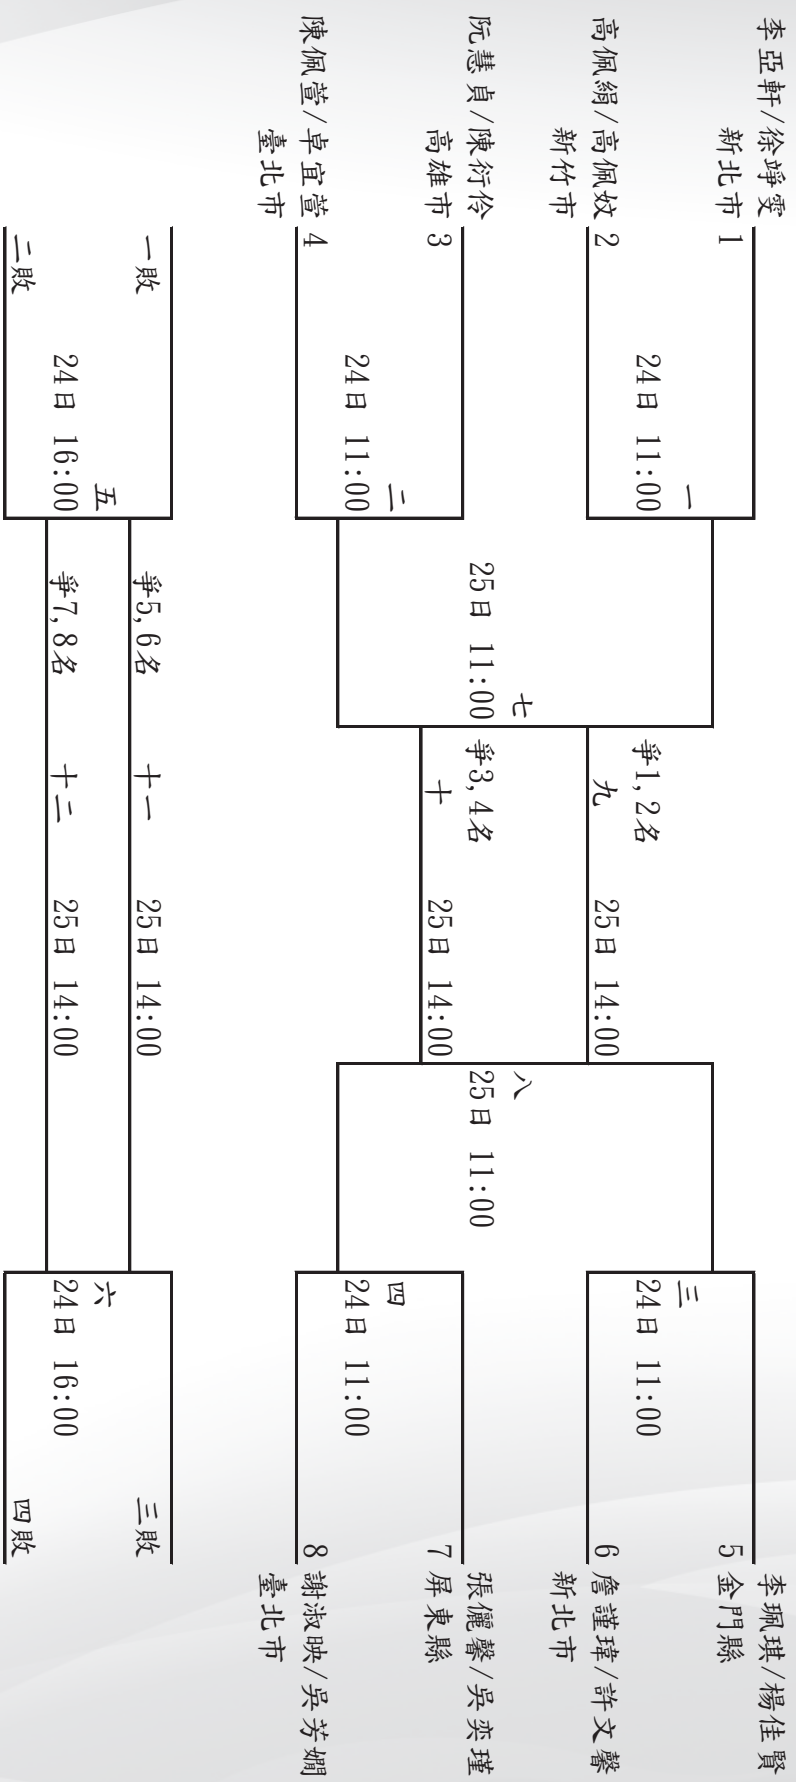 李亞軒/徐竫雯
新北市 1
高佩絹/高佩妏 2
新竹市
阮慧貞/陳衍伶
高雄市 3
陳佩萱/卓宜萱 4
臺北市
一
24日 11:00
二
24日 11:00
七
25日 11:00
爭1,2名
九
25日 14:00
爭3,4名
十
25日 14:00
八
25日 11:00
三
24日 11:00
四
24日 11:00
李珮琪/楊佳賢
5 金門縣
6 詹謹瑋/許文馨
新北市
張儷馨/吳奕瑾
7 屏東縣
8 謝淑映/吳芳嫺
臺北市
一敗
二敗
五
24日 16:00
爭5,6名
十一
25日 14:00
爭7,8名
十二
25日 14:00
六
24日 16:00
三敗
四敗